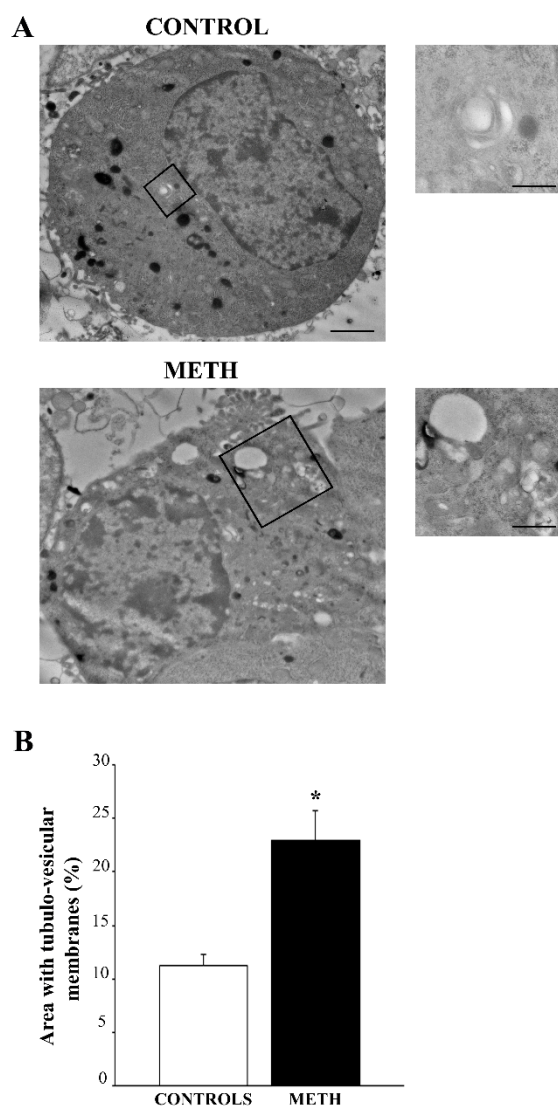 A
CONTROL
METH
B
Area with tubulo-vesicular
membranes (%)
30
25
20
15
10
5
0
*
CONTROLS METH